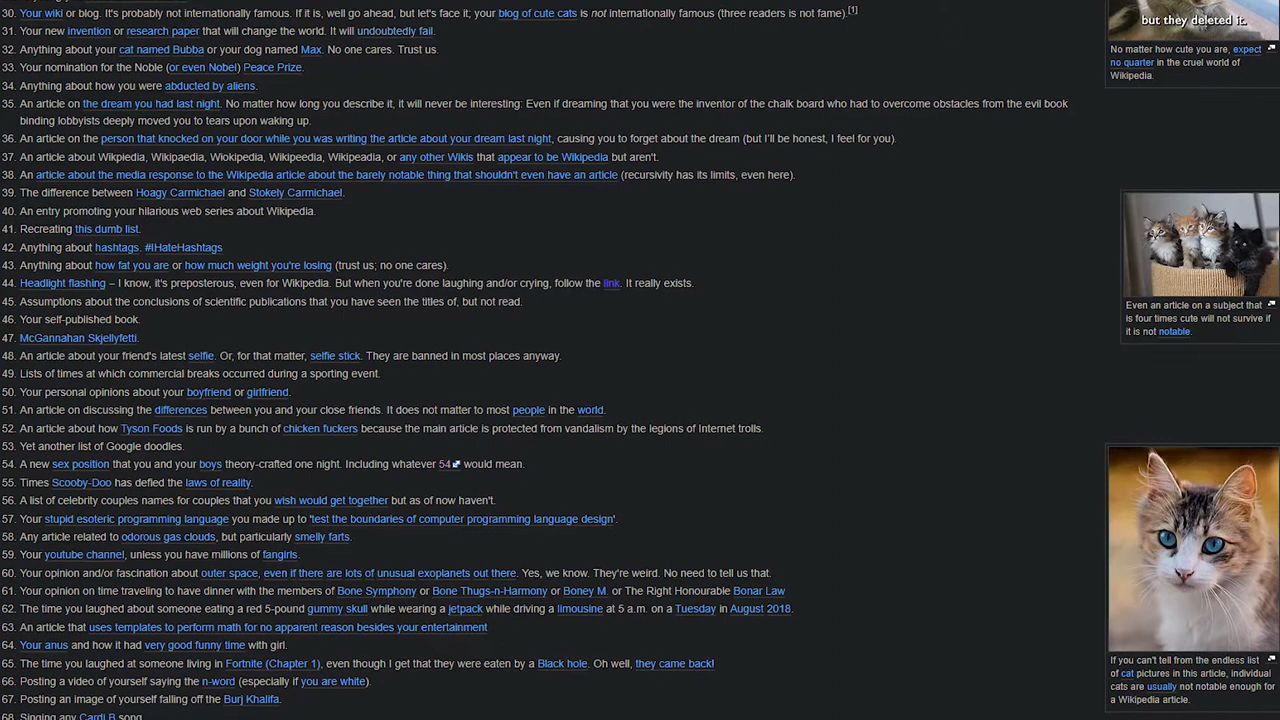 30. Your wiki or blog. It's probably not internationally famous. If it is, well go ahead, but let's face it; your blog of cute cats is not internationally famous (three readers is not fame).[1]
31. Your new invention or research paper that will change the world. It will undoubtedly fail.
32. Anything about your cat named Bubba or your dog named Max. No one cares. Trust us.
33. Your nomination for the Noble (or even Nobel) Peace Prize.
34. Anything about how you were abducted by aliens.
35. An article on the dream you had last night. No matter how long you describe it, it will never be interesting: Even if dreaming that you were the inventor of the chalk board who had to overcome obstacles from the evil book
binding lobbyists deeply moved you to tears upon waking up.
36. An article on the person that knocked on your door while you was writing the article about your dream last night, causing you to forget about the dream (but I'll be honest, I feel for you).
37. An article about Wikpiedia, Wikipaedia, Wiokipedia, Wikipeedia, Wikipeadia, or any other Wikis that appear to be Wikipedia but aren't.
38. An article about the media response to the Wikipedia article about the barely notable thing that shouldn't even have an article (recursivity has its limits, even here).
39. The difference between Hoagy Carmichael and Stokely Carmichael.
40. An entry promoting your hilarious web series about Wikipedia.
41. Recreating this dumb list.
42. Anything about hashtags. #IHateHashtags
43. Anything about how fat you are or how much weight you're losing (trust us; no one cares).
44. Headlight flashing – I know, it's preposterous, even for Wikipedia. But when you're done laughing and/or crying, follow the link. It really exists.
45. Assumptions about the conclusions of scientific publications that you have seen the titles of, but not read.
46. Your self-published book.
47. McGannahan Skjellyfetti.
48. An article about your friend's latest selfie. Or, for that matter, selfie stick. They are banned in most places anyway.
49. Lists of times at which commercial breaks occurred during a sporting event.
50. Your personal opinions about your boyfriend or girlfriend.
51. An article on discussing the differences between you and your close friends. It does not matter to most people in the world.
52. An article about how Tyson Foods is run by a bunch of chicken fuckers because the main article is protected from vandalism by the legions of Internet trolls.
53. Yet another list of Google doodles.
54. A new sex position that you and your boys theory-crafted one night. Including whatever 54 would mean.
55. Times Scooby-Doo has defied the laws of reality.
56. A list of celebrity couples names for couples that you wish would get together but as of now haven't.
57. Your stupid esoteric programming language you made up to 'test the boundaries of computer programming language design'.
58. Any article related to odorous gas clouds, but particularly smelly farts.
59. Your youtube channel, unless you have millions of fangirls.
60. Your opinion and/or fascination about outer space, even if there are lots of unusual exoplanets out there. Yes, we know. They're weird. No need to tell us that.
61. Your opinion on time traveling to have dinner with the members of Bone Symphony or Bone Thugs-n-Harmony or Boney M. or The Right Honourable Bonar Law
62. The time you laughed about someone eating a red 5-pound gummy skull while wearing a jetpack while driving a limousine at 5 a.m. on a Tuesday in August 2018.
63. An article that uses templates to perform math for no apparent reason besides your entertainment
64. Your anus and how it had very good funny time with girl.
65. The time you laughed at someone living in Fortnite (Chapter 1), even though I get that they were eaten by a Black hole. Oh well, they came back!
66. Posting a video of yourself saying the n-word (especially if you are white).
67. Posting an image of yourself falling off the Burj Khalifa.
68. Singing any Cardi B song.
but they deleted it.
No matter how cute you are, expect
no quarter in the cruel world of
Wikipedia.
Even an article on a subject that
is four times cute will not survive if
it is not notable.
If you can't tell from the endless list
of cat pictures in this article, individual
cats are usually not notable enough for
a Wikipedia article.